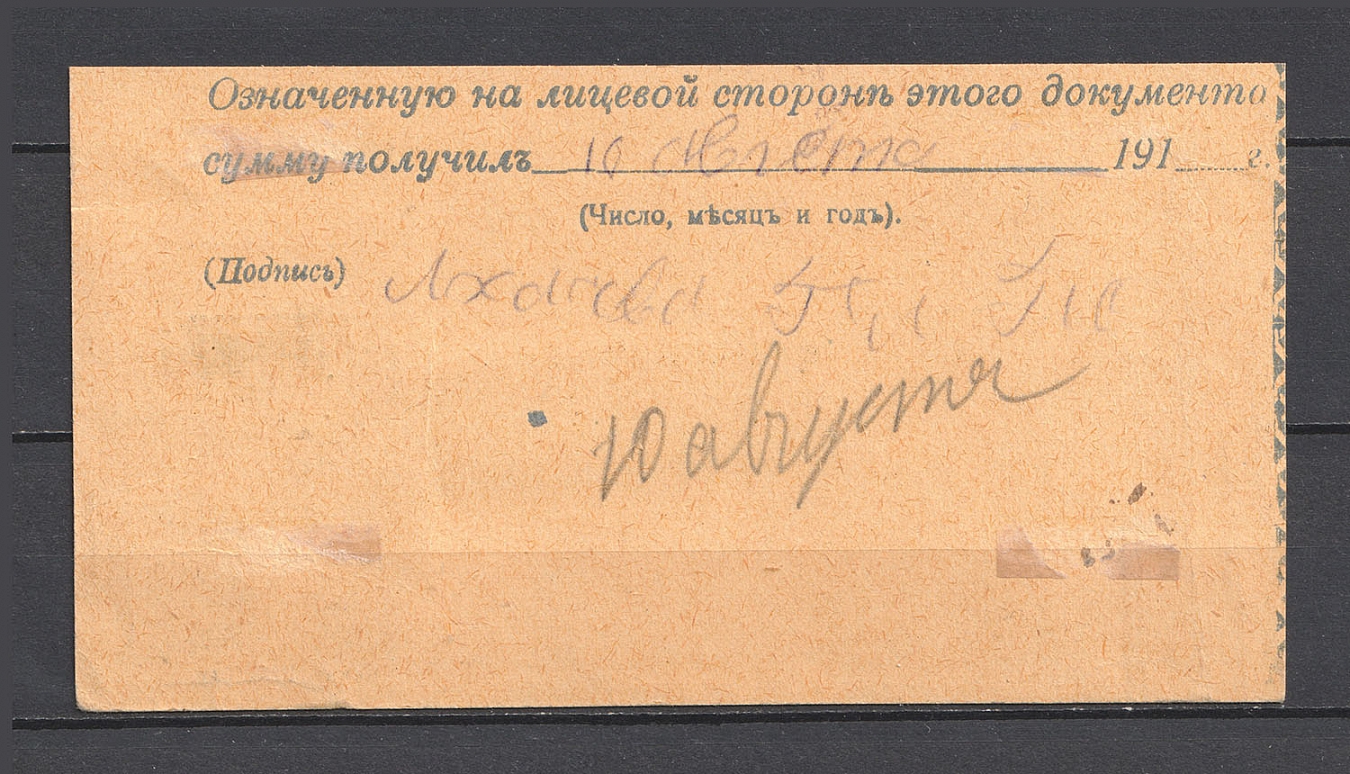 Означенную на лицевой сторонѣ этого документа
сумму получилъ 10 августа 191 г.
(Число, мѣсяцъ и годъ).
(Подпись)
10 августа